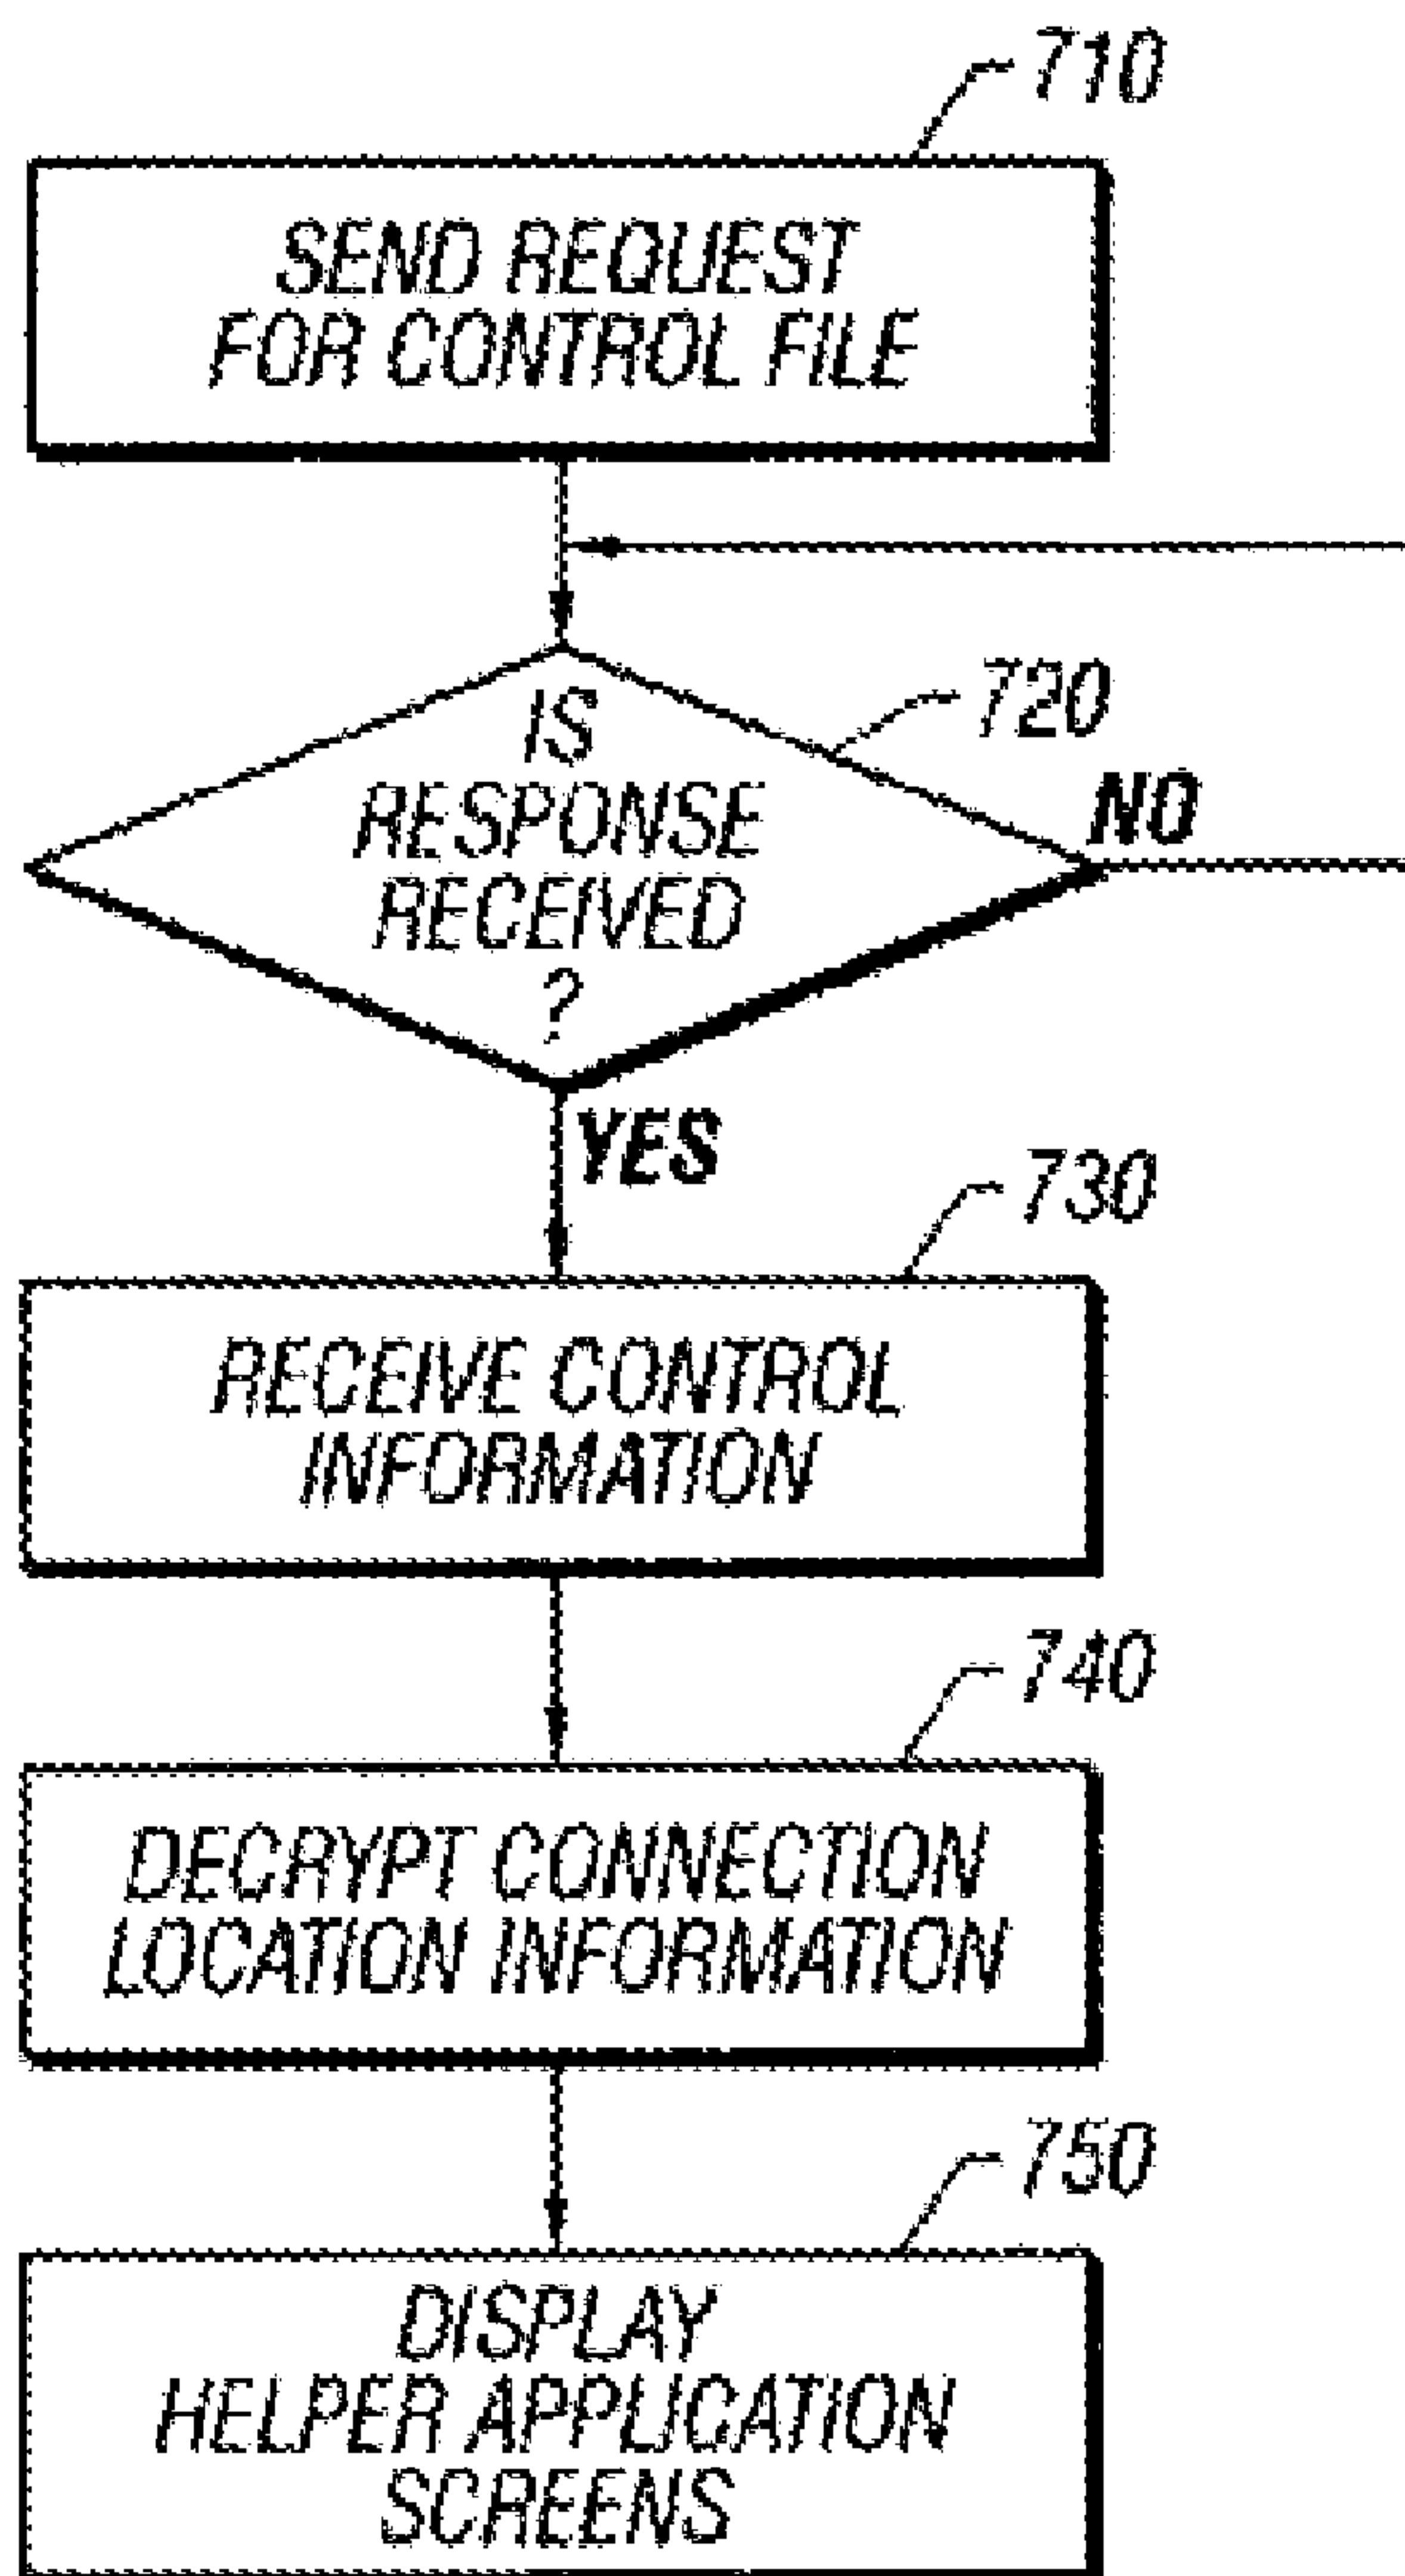 710
SEND REQUEST
FOR CONTROL FILE
720
IS
RESPONSE
RECEIVED
?
NO
YES
730
RECEIVE CONTROL
INFORMATION
740
DECRYPT CONNECTION
LOCATION INFORMATION
750
DISPLAY
HELPER APPLICATION
SCREENS